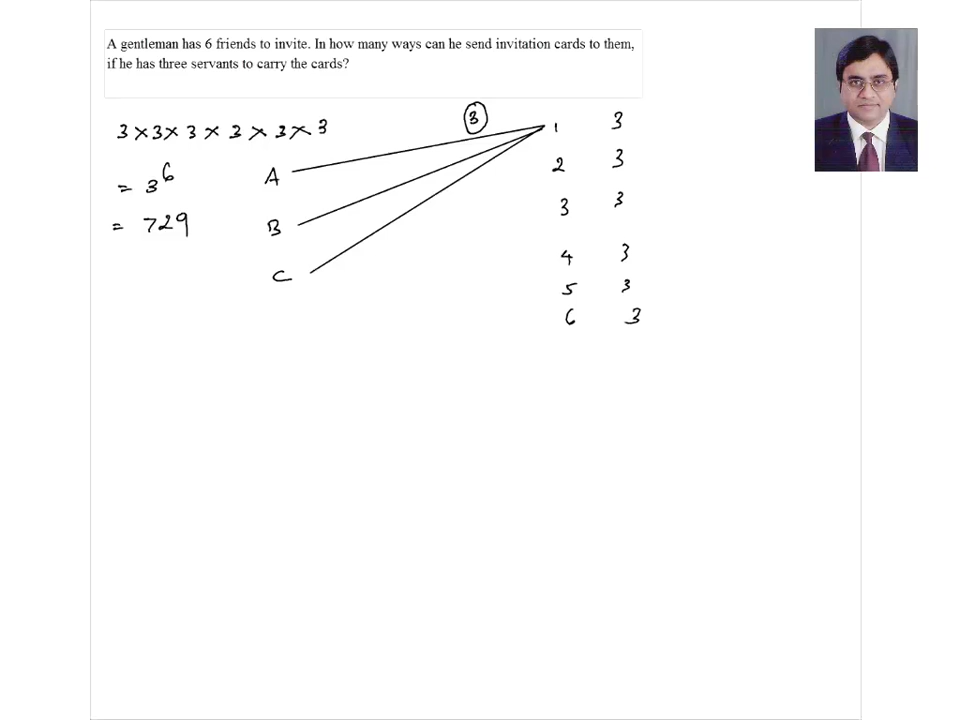 A gentleman has 6 friends to invite. In how many ways can he send invitation cards to them,
if he has three servants to carry the cards?
3 × 3 × 3 × 3 × 3 × 3
= 3^6
= 729
A
B
C
3
1 3
2 3
3 3
4 3
5 3
6 3